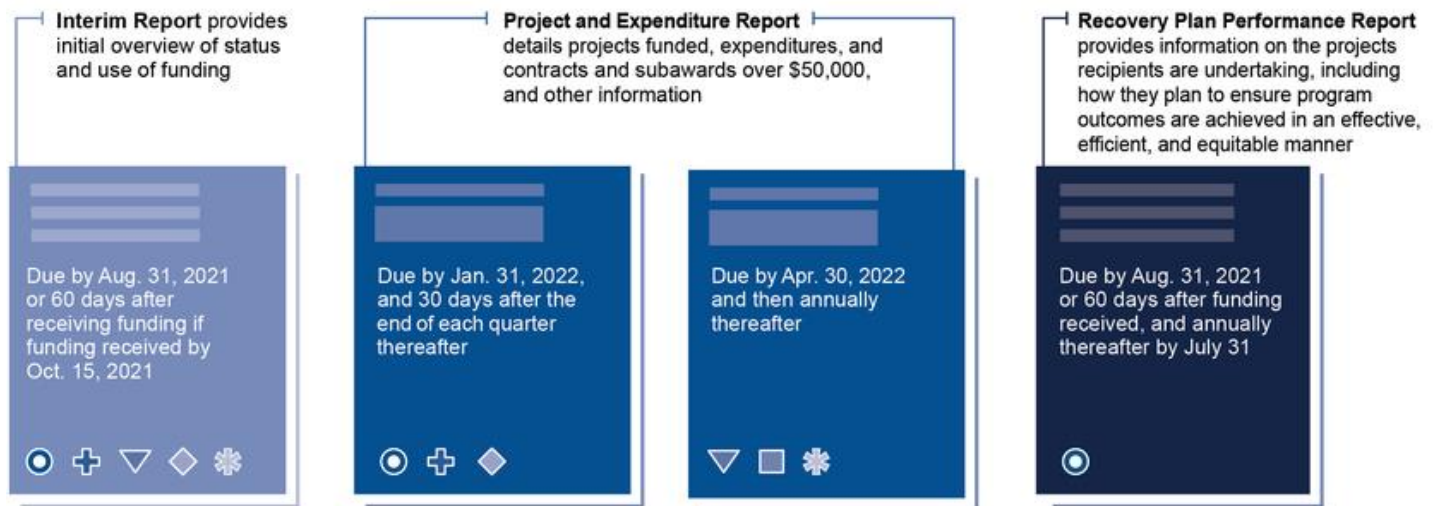 Interim Report provides
initial overview of status
and use of funding
Project and Expenditure Report
details projects funded, expenditures, and
contracts and subawards over $50,000,
and other information
Recovery Plan Performance Report
provides information on the projects
recipients are undertaking, including
how they plan to ensure program
outcomes are achieved in an effective,
efficient, and equitable manner
Due by Aug. 31, 2021
or 60 days after
receiving funding if
funding received by
Oct. 15, 2021
Due by Jan. 31, 2022,
and 30 days after the
end of each quarter
thereafter
Due by Apr. 30, 2022
and then annually
thereafter
Due by Aug. 31, 2021
or 60 days after funding
received, and annually
thereafter by July 31